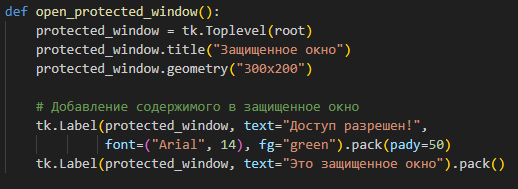 def open_protected_window():
    protected_window = tk.Toplevel(root)
    protected_window.title("Защищенное окно")
    protected_window.geometry("300x200")

    # Добавление содержимого в защищенное окно
    tk.Label(protected_window, text="Доступ разрешен!",
             font=("Arial", 14), fg="green").pack(pady=50)
    tk.Label(protected_window, text="Это защищенное окно").pack()